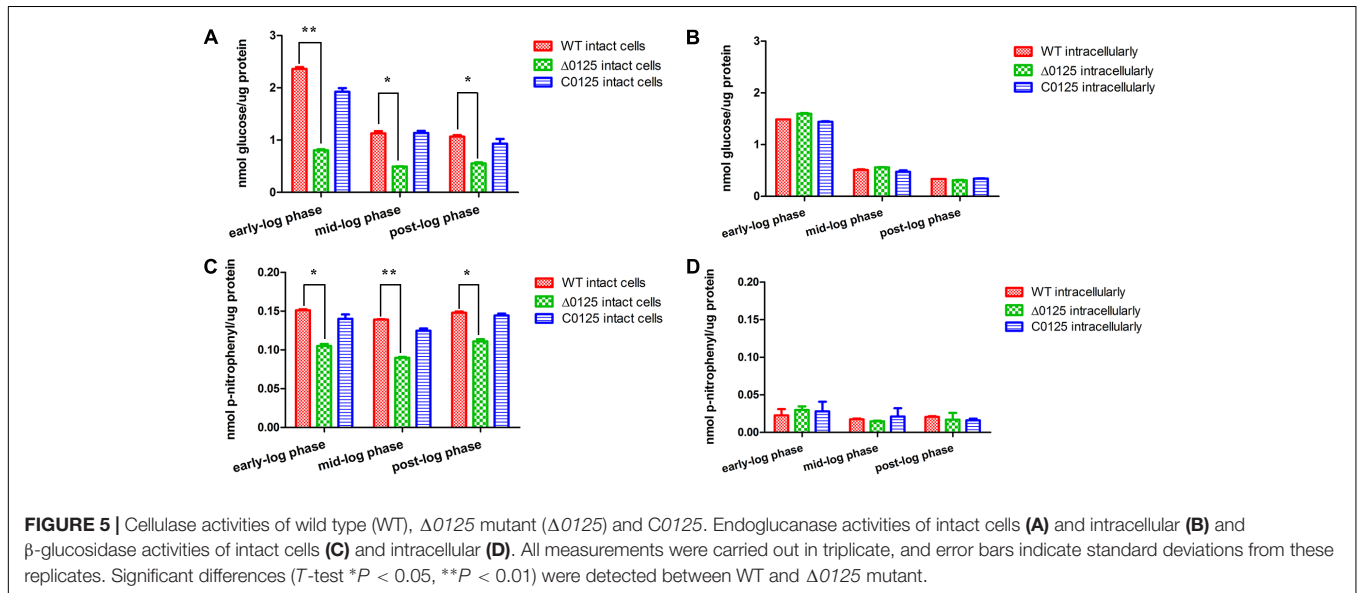 A
nmol glucose/ug protein
3
2
1
0
**
*
*
early-log phase
mid-log phase
post-log phase
WT intact cells
Δ0125 intact cells
C0125 intact cells
B
nmol glucose/ug protein
3
2
1
0
early-log phase
mid-log phase
post-log phase
WT intracellularly
Δ0125 intracellularly
C0125 intracellularly
C
nmol p-nitrophenyl/ug protein
0.20
0.15
0.10
0.05
0.00
*
**
*
early-log phase
mid-log phase
post-log phase
WT intact cells
Δ0125 intact cells
C0125 intact cells
D
nmol p-nitrophenyl/ug protein
0.20
0.15
0.10
0.05
0.00
early-log phase
mid-log phase
post-log phase
WT intracellularly
Δ0125 intracellularly
C0125 intracellularly
FIGURE 5 | Cellulase activities of wild type (WT), Δ0125 mutant (Δ0125) and C0125. Endoglucanase activities of intact cells (A) and intracellular (B) and
β-glucosidase activities of intact cells (C) and intracellular (D). All measurements were carried out in triplicate, and error bars indicate standard deviations from these
replicates. Significant differences (T-test *P < 0.05, **P < 0.01) were detected between WT and Δ0125 mutant.